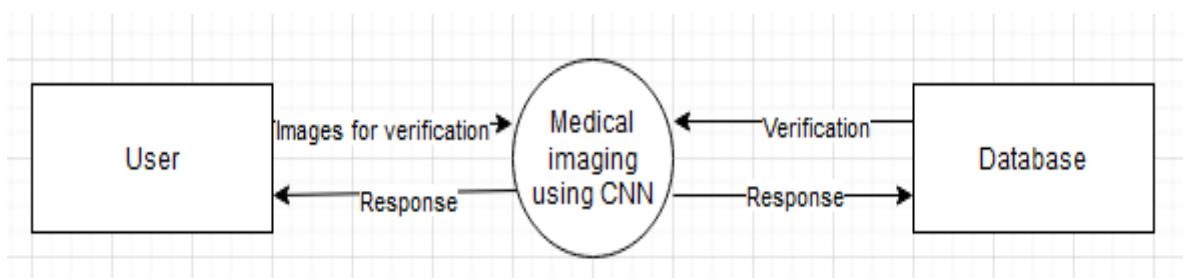 User
Images for verification
Response
Medical
imaging
using CNN
Verification
Response
Database